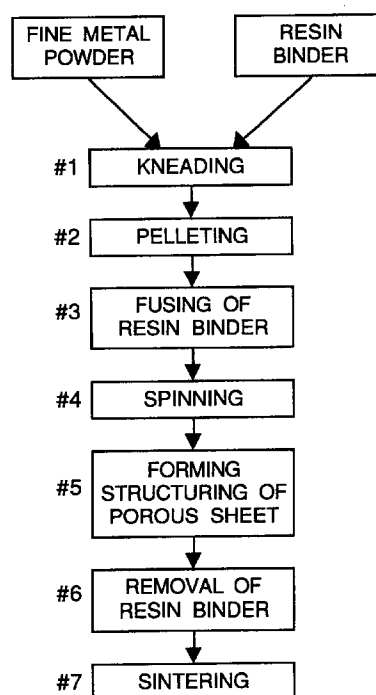 FINE METAL
POWDER
RESIN
BINDER
#1 KNEADING
#2 PELLETING
#3 FUSING OF
RESIN BINDER
#4 SPINNING
#5 FORMING
STRUCTURING OF
POROUS SHEET
#6 REMOVAL OF
RESIN BINDER
#7 SINTERING